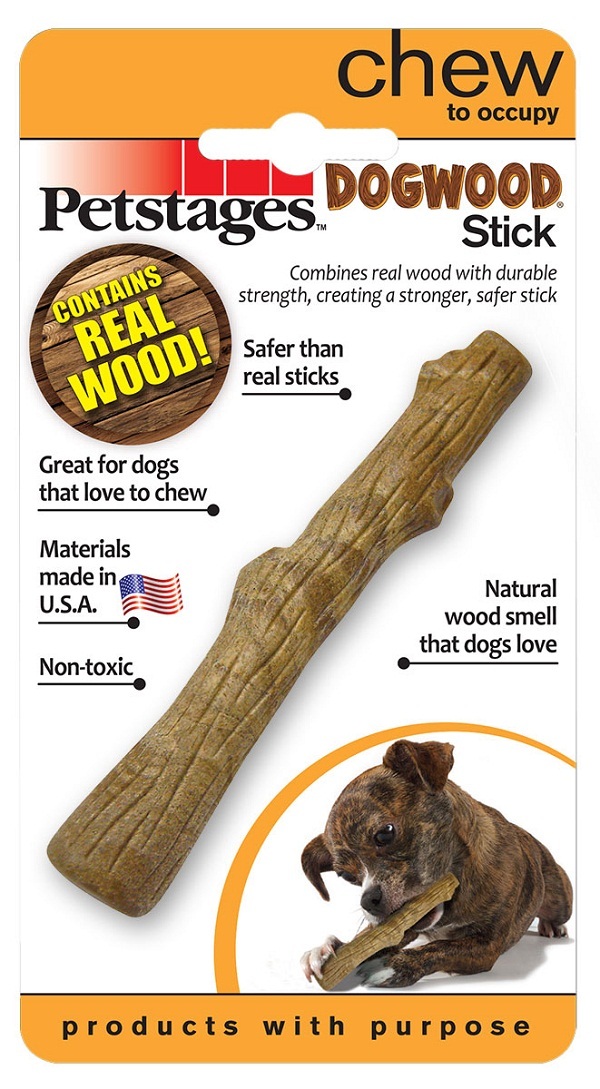 chew
to occupy
Petstages™
DOGWOOD®
Stick
Combines real wood with durable
strength, creating a stronger, safer stick
CONTAINS
REAL
WOOD!
Safer than
real sticks
Great for dogs
that love to chew
Materials
made in
U.S.A.
Non-toxic
Natural
wood smell
that dogs love
products with purpose